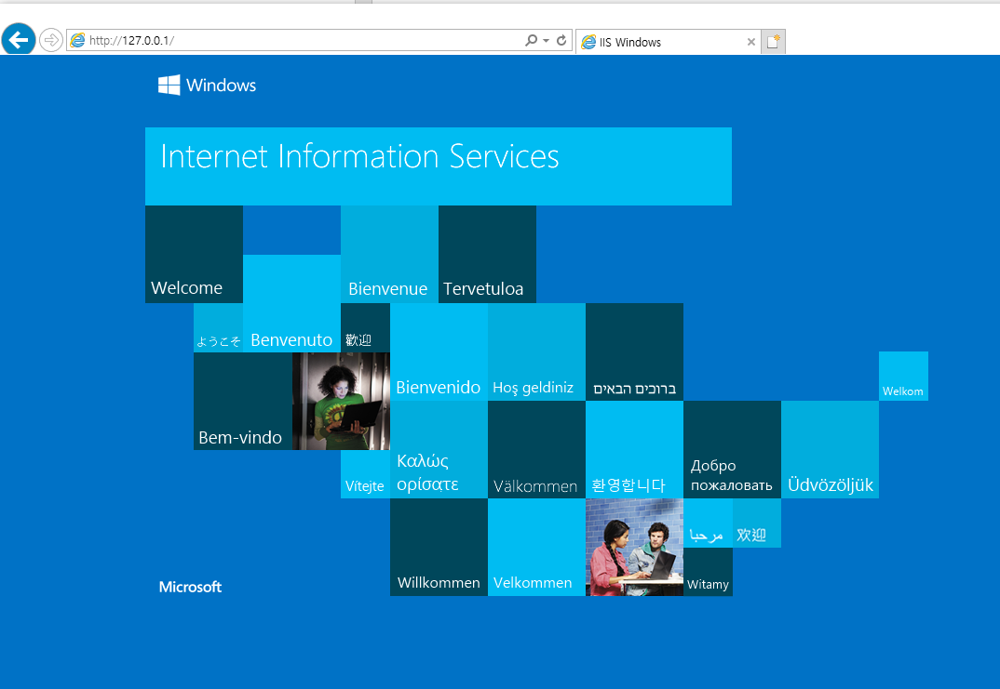 http://127.0.0.1/
IIS Windows
Windows
Internet Information Services
Welcome
Bienvenue
Tervetuloa
ようこそ
Benvenuto
歡迎
Bienvenido
Hoş geldiniz
ברוכים הבאים
Welkom
Bem-vindo
Vítejte
Καλώς
ορίσατε
Välkommen
환영합니다
Добро
пожаловать
Üdvözöljük
Willkommen
Velkommen
مرحبا
欢迎
Witamy
Microsoft